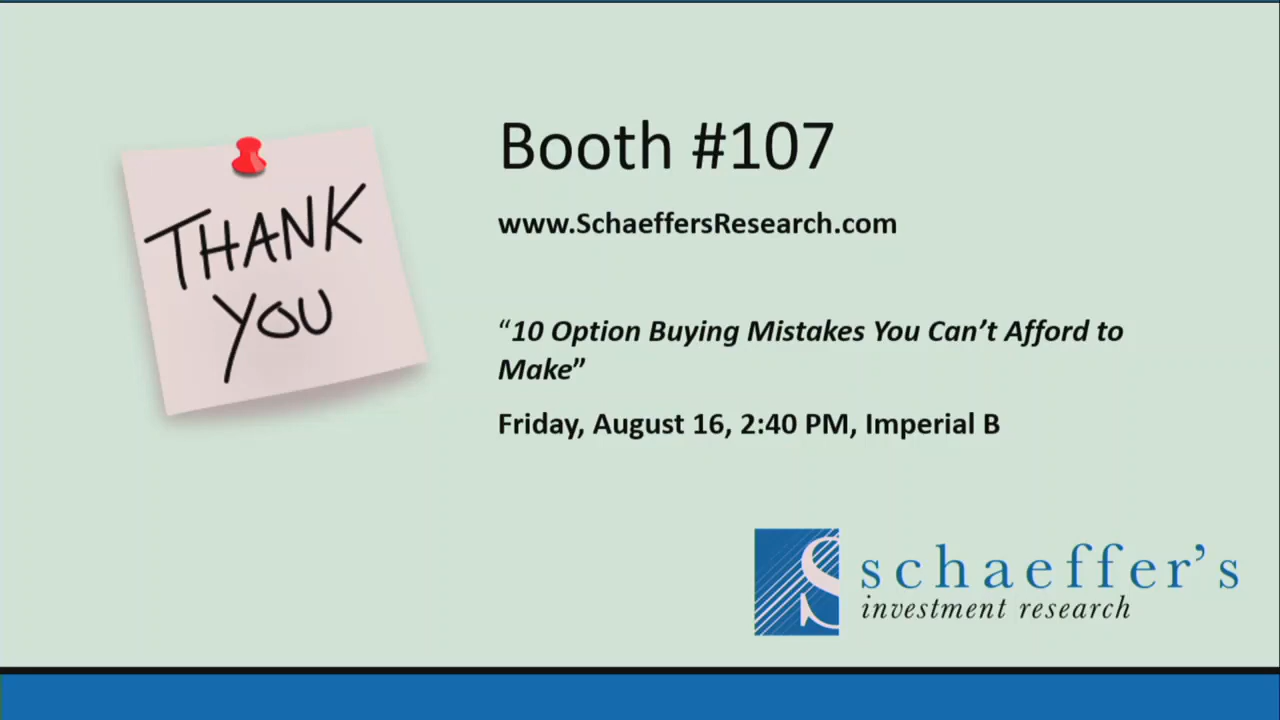 THANK
YOU
Booth #107
www.SchaeffersResearch.com
“10 Option Buying Mistakes You Can’t Afford to
Make”
Friday, August 16, 2:40 PM, Imperial B
S
schaeffer’s
investment research